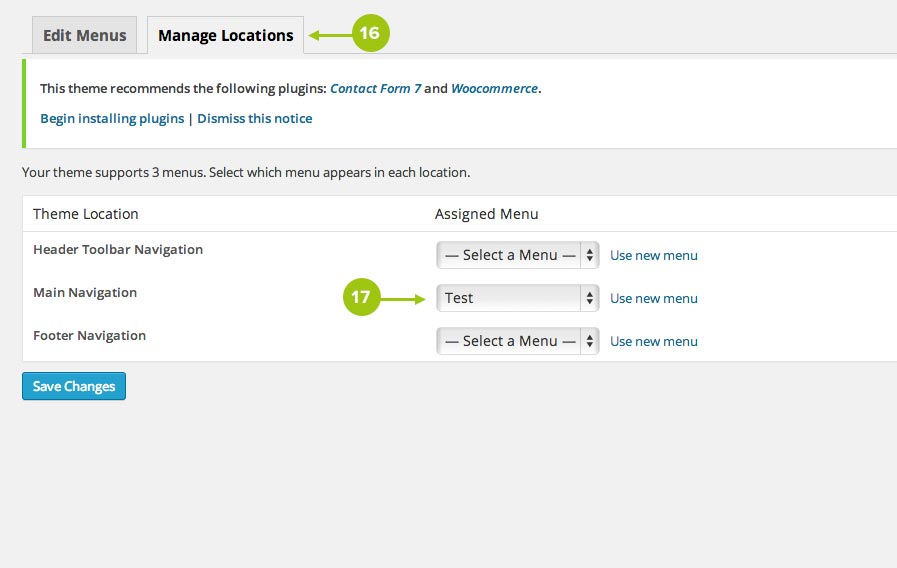 Edit Menus Manage Locations 16
This theme recommends the following plugins: Contact Form 7 and Woocommerce.
Begin installing plugins | Dismiss this notice
Your theme supports 3 menus. Select which menu appears in each location.
Theme Location Assigned Menu
Header Toolbar Navigation — Select a Menu — Use new menu
Main Navigation 17 Test Use new menu
Footer Navigation — Select a Menu — Use new menu
Save Changes